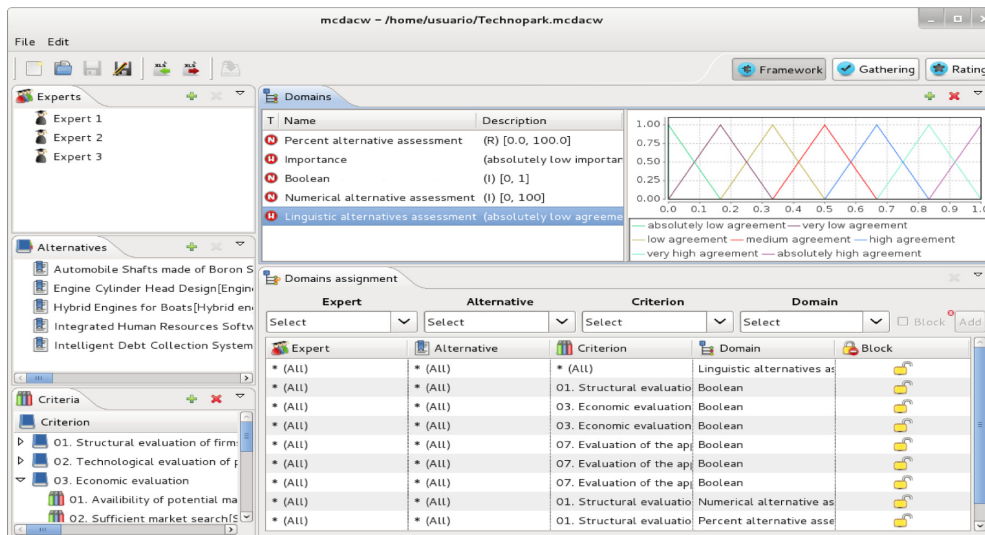 mcdacw – /home/usuario/Technopark.mcdacw
File Edit
Framework Gathering Rating
Experts
Expert 1
Expert 2
Expert 3
Alternatives
Automobile Shafts made of Boron S
Engine Cylinder Head Design[Engin
Hybrid Engines for Boats[Hybrid en
Integrated Human Resources Softw
Intelligent Debt Collection System
Criteria
Criterion
01. Structural evaluation of firm
02. Technological evaluation of p
03. Economic evaluation
01. Availibility of potential ma
02. Sufficient market search[S
Domains
T Name Description
Percent alternative assessment (R) [0.0, 100.0]
Importance (absolutely low importan
Boolean (I) [0, 1]
Numerical alternative assessment (I) [0, 100]
Linguistic alternatives assessment (absolutely low agreeme
1.00
0.75
0.50
0.25
0.00
0.0 0.1 0.2 0.3 0.4 0.5 0.6 0.7 0.8 0.9 1.0
absolutely low agreement very low agreement
low agreement medium agreement high agreement
very high agreement absolutely high agreement
Domains assignment
Expert Alternative Criterion Domain
Select Select Select Select Block Add
Expert Alternative Criterion Domain Block
* (All) * (All) * (All) Linguistic alternatives as
* (All) * (All) 01. Structural evaluatio Boolean
* (All) * (All) 03. Economic evaluation Boolean
* (All) * (All) 03. Economic evaluation Boolean
* (All) * (All) 07. Evaluation of the ap Boolean
* (All) * (All) 07. Evaluation of the ap Boolean
* (All) * (All) 07. Evaluation of the ap Boolean
* (All) * (All) 01. Structural evaluatio Numerical alternative as
* (All) * (All) 01. Structural evaluatio Percent alternative asse